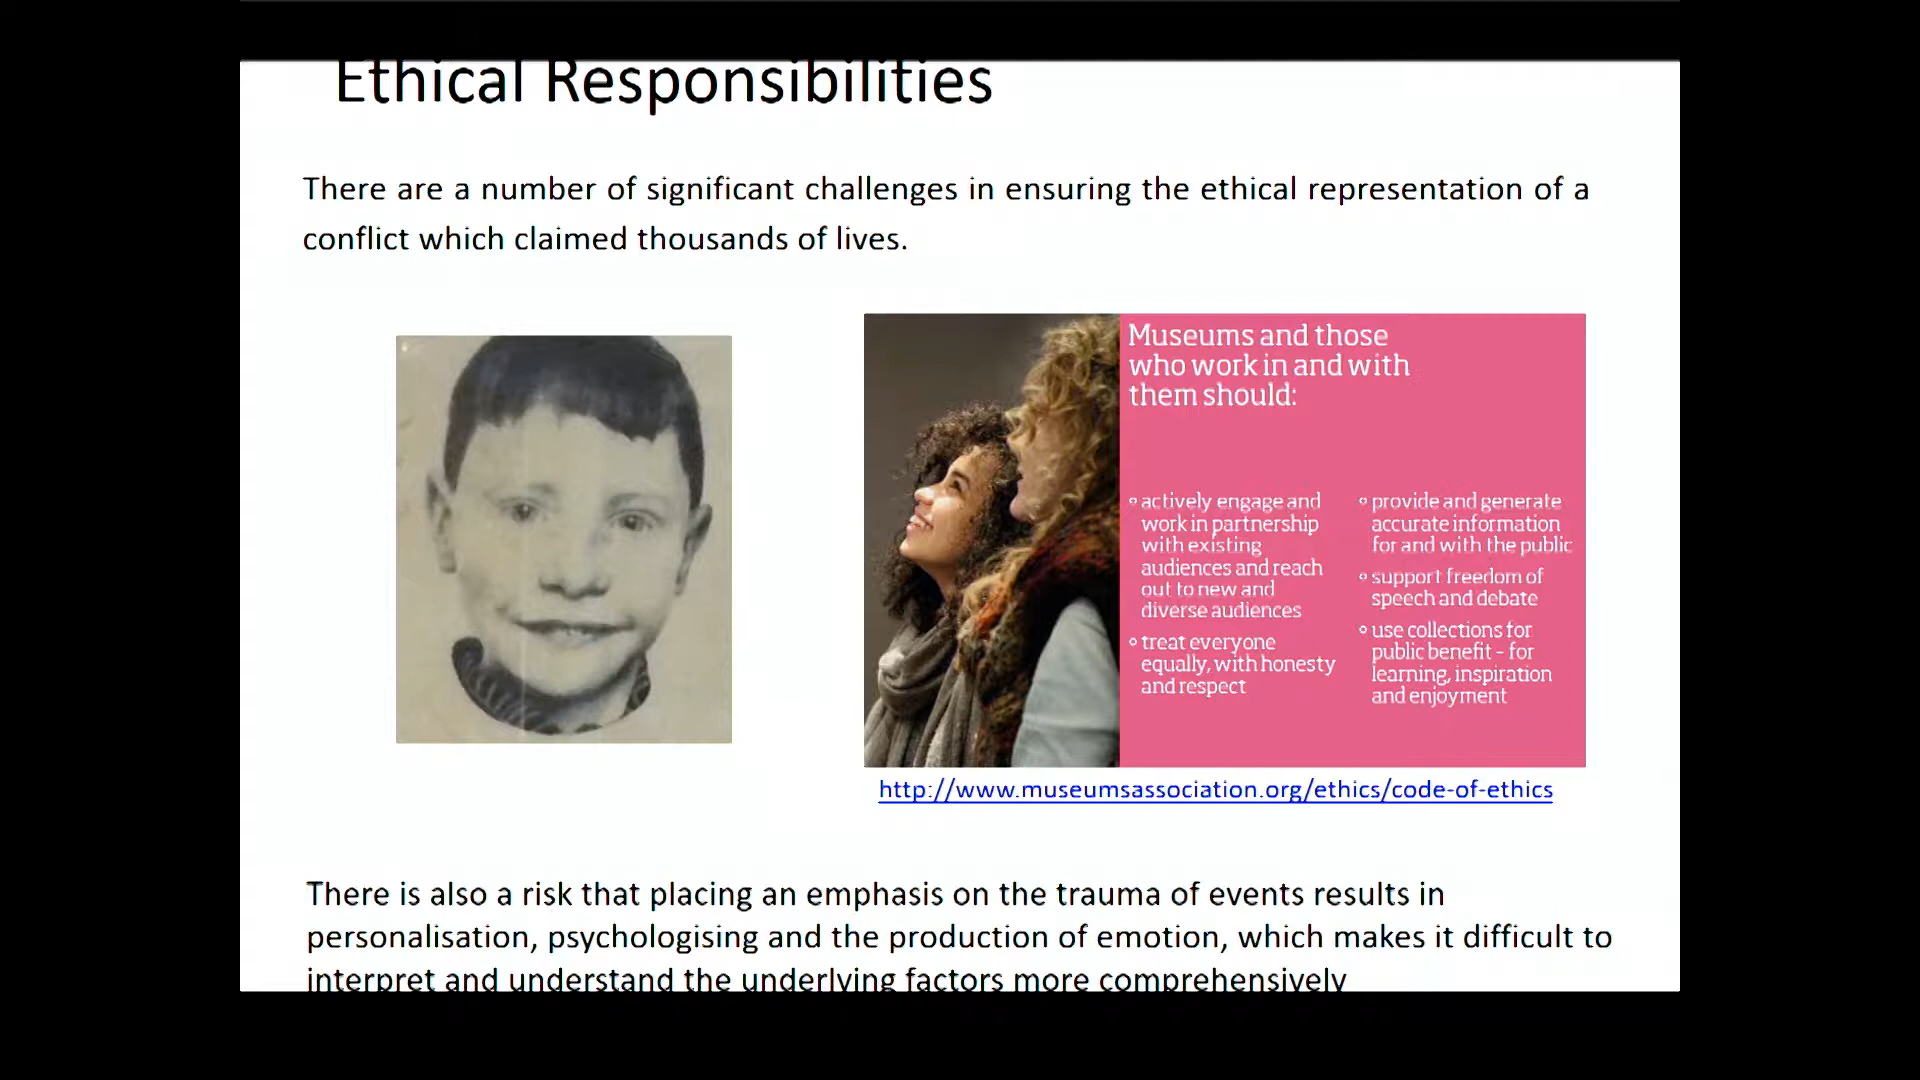 Ethical Responsibilities
There are a number of significant challenges in ensuring the ethical representation of a
conflict which claimed thousands of lives.
Museums and those
who work in and with
them should:
° actively engage and
work in partnership
with existing
audiences and reach
out to new and
diverse audiences
° treat everyone
equally, with honesty
and respect
° provide and generate
accurate information
for and with the public
° support freedom of
speech and debate
° use collections for
public benefit – for
learning, inspiration
and enjoyment
http://www.museumsassociation.org/ethics/code-of-ethics
There is also a risk that placing an emphasis on the trauma of events results in
personalisation, psychologising and the production of emotion, which makes it difficult to
interpret and understand the underlying factors more comprehensively